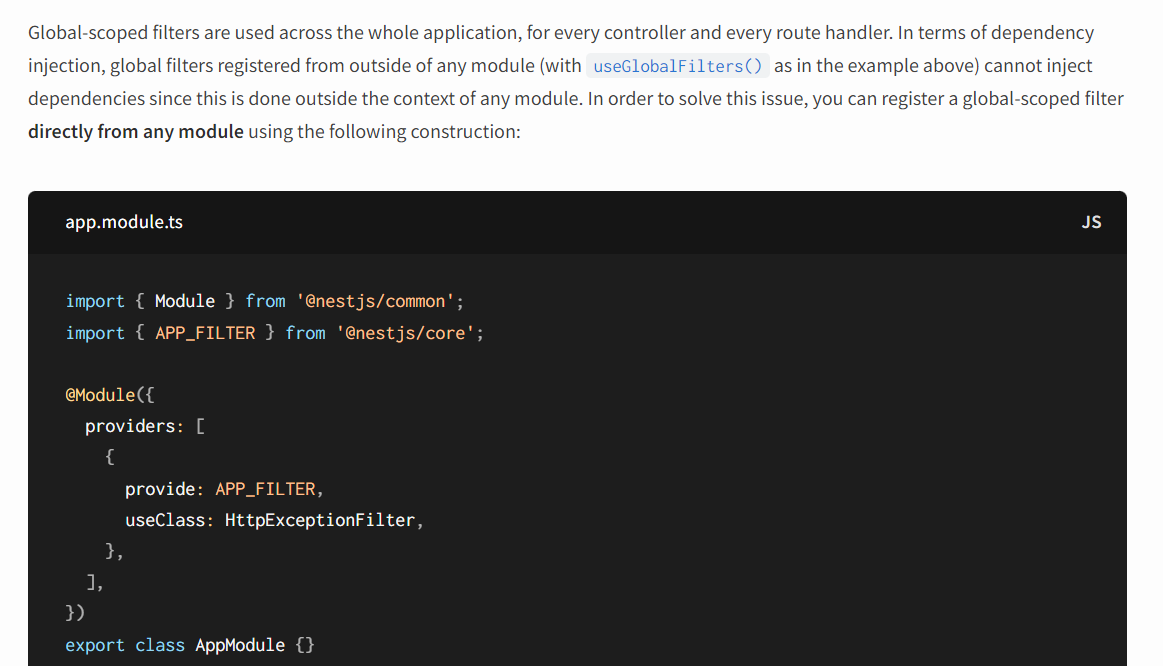 Global-scoped filters are used across the whole application, for every controller and every route handler. In terms of dependency
injection, global filters registered from outside of any module (with useGlobalFilters() as in the example above) cannot inject
dependencies since this is done outside the context of any module. In order to solve this issue, you can register a global-scoped filter
directly from any module using the following construction:
app.module.ts JS
import { Module } from '@nestjs/common';
import { APP_FILTER } from '@nestjs/core';
@Module({
  providers: [
    {
      provide: APP_FILTER,
      useClass: HttpExceptionFilter,
    },
  ],
})
export class AppModule {}